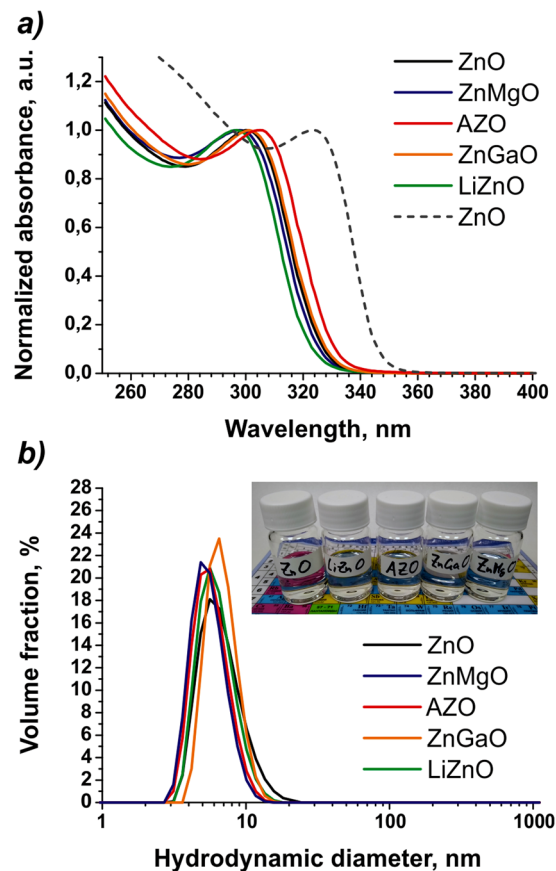 a)
Normalized absorbance, a.u.
1,2
1,0
0,8
0,6
0,4
0,2
0,0
ZnO
ZnMgO
AZO
ZnGaO
LiZnO
ZnO
260 280 300 320 340 360 380 400
Wavelength, nm
b)
Volume fraction, %
28
26
24
22
20
18
16
14
12
10
8
6
4
2
0
ZnO LiZnO AZO ZnGaO ZnMgO
ZnO
ZnMgO
AZO
ZnGaO
LiZnO
1 10 100 1000
Hydrodynamic diameter, nm